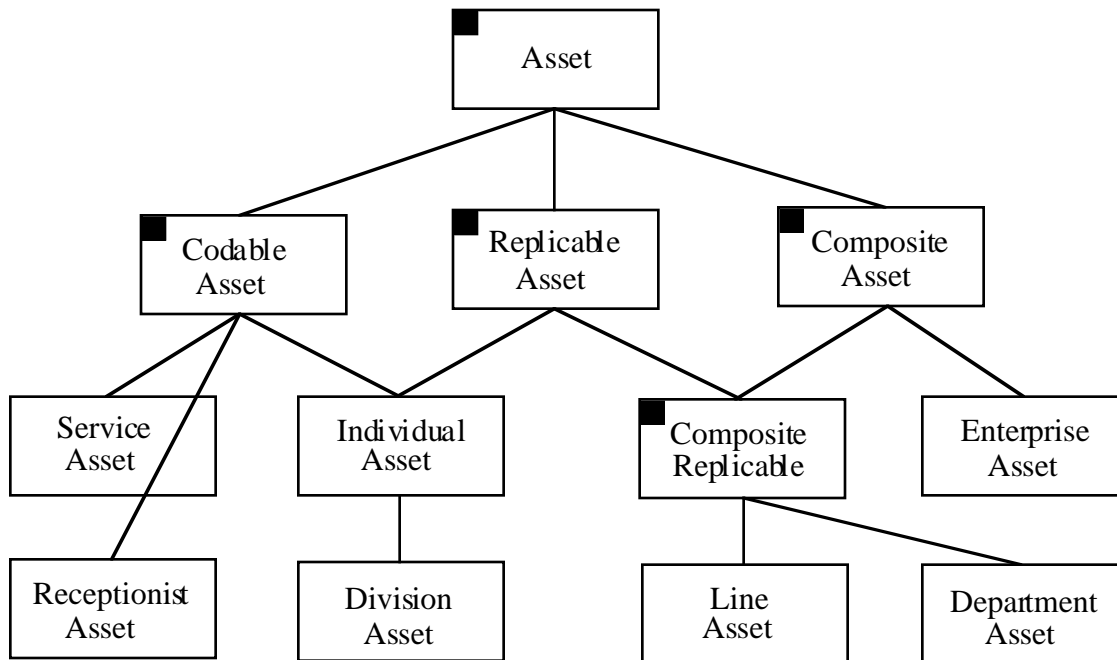 Asset
Codable
Asset
Replicable
Asset
Composite
Asset
Service
Asset
Individual
Asset
Composite
Replicable
Enterprise
Asset
Receptionist
Asset
Division
Asset
Line
Asset
Department
Asset